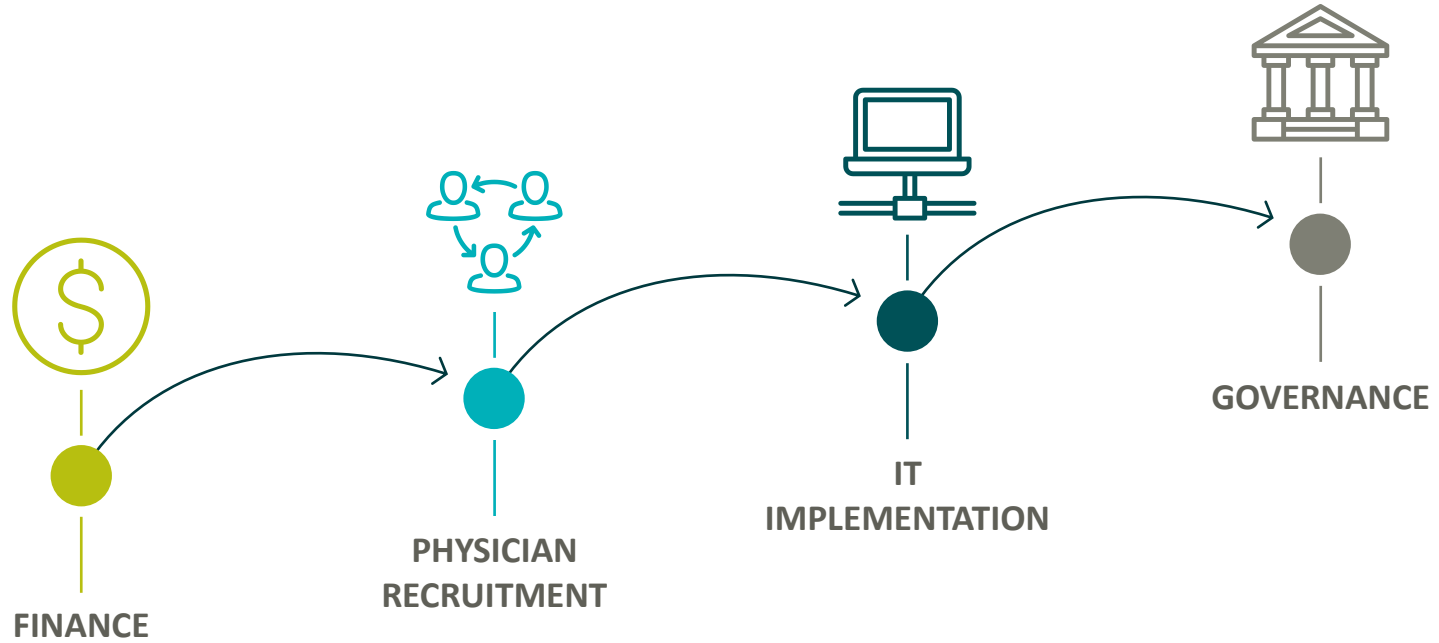 FINANCE
PHYSICIAN
RECRUITMENT
IT
IMPLEMENTATION
GOVERNANCE